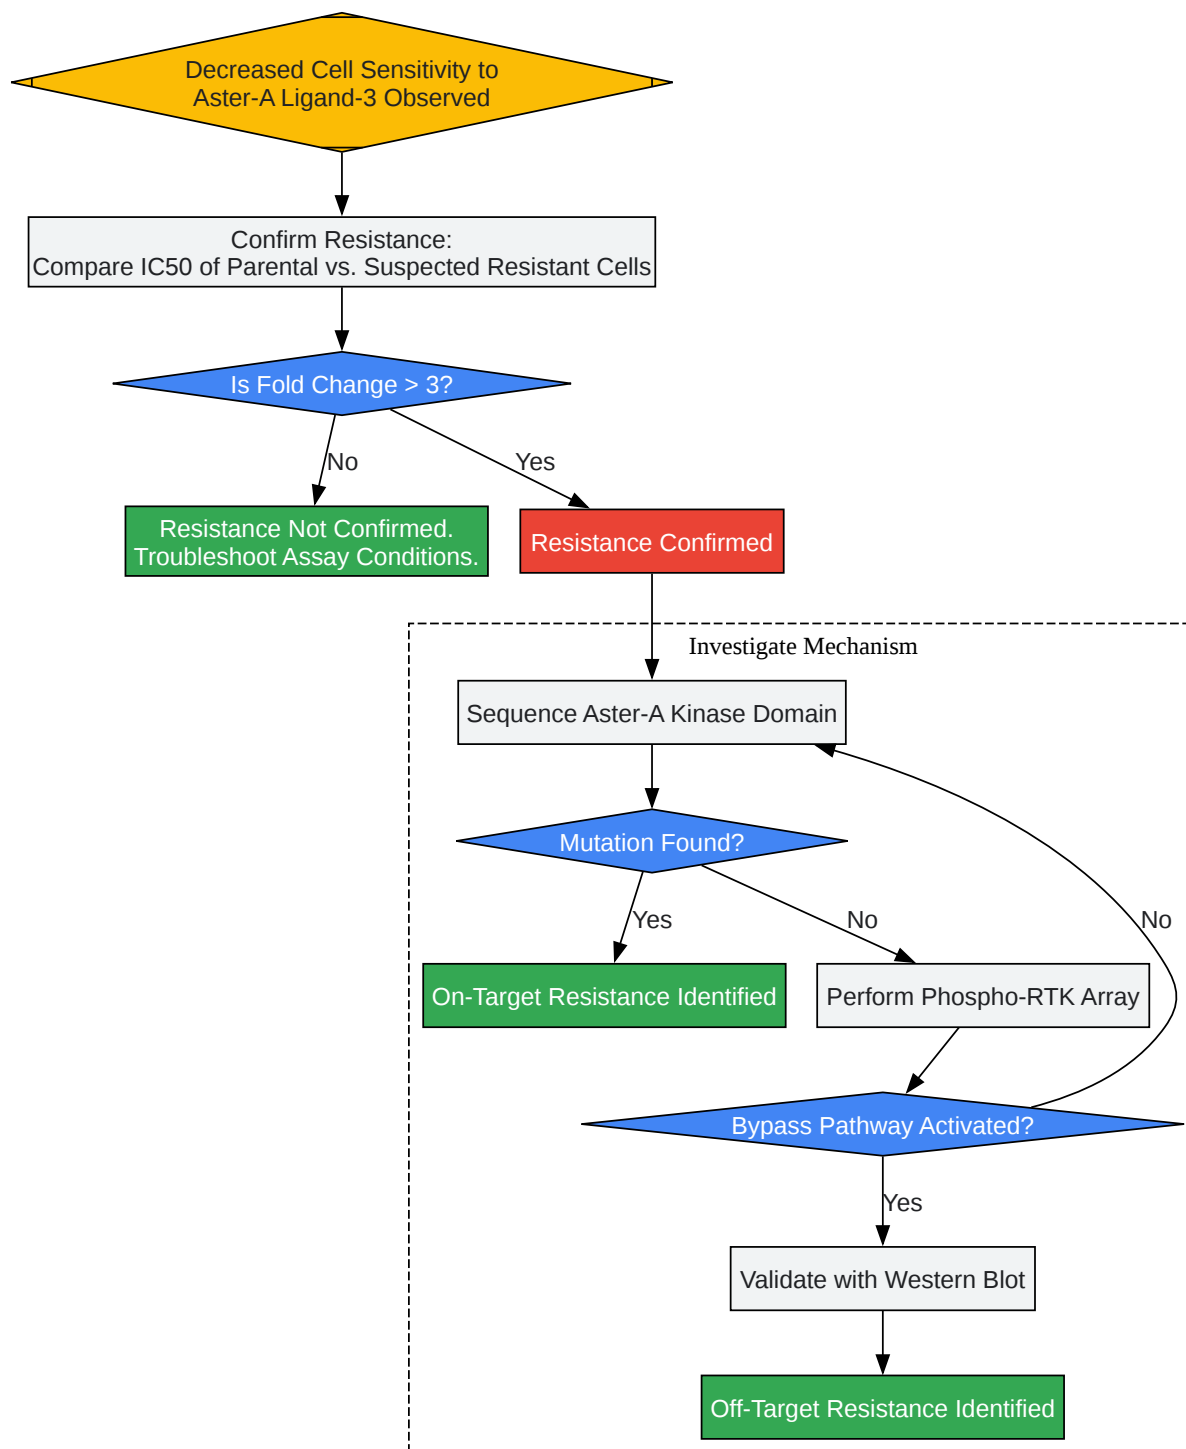 Decreased Cell Sensitivity to
Aster-A Ligand-3 Observed
Confirm Resistance:
Compare IC50 of Parental vs. Suspected Resistant Cells
Is Fold Change > 3?
No
Yes
Resistance Not Confirmed.
Troubleshoot Assay Conditions.
Resistance Confirmed
Investigate Mechanism
Sequence Aster-A Kinase Domain
Mutation Found?
Yes
No
No
On-Target Resistance Identified
Perform Phospho-RTK Array
Bypass Pathway Activated?
Yes
Validate with Western Blot
Off-Target Resistance Identified